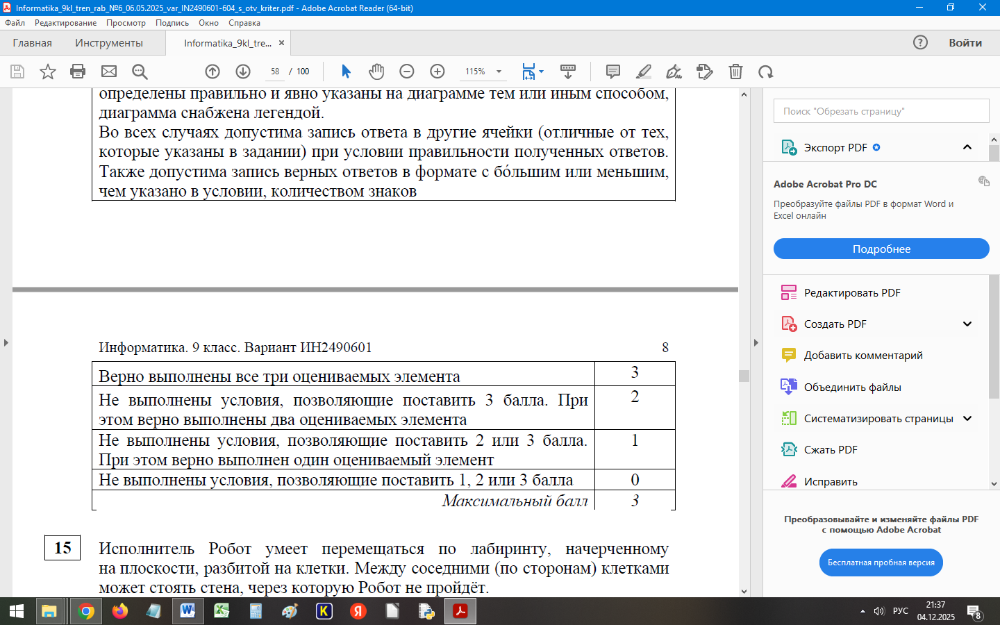 Informatika_9kl_tren_rab_№6_06.05.2025_var_IN2490601-604_s_otv_kriter.pdf - Adobe Acrobat Reader (64-bit)
Файл Редактирование Просмотр Подпись Окно Справка
Главная Инструменты Informatika_9kl_tre... × Войти
58 / 100 115%
определены правильно и явно указаны на диаграмме тем или иным способом,
диаграмма снабжена легендой.
Во всех случаях допустима запись ответа в другие ячейки (отличные от тех,
которые указаны в задании) при условии правильности полученных ответов.
Также допустима запись верных ответов в формате с бо́льшим или меньшим,
чем указано в условии, количеством знаков
Информатика. 9 класс. Вариант ИН2490601 8
Верно выполнены все три оцениваемых элемента 3
Не выполнены условия, позволяющие поставить 3 балла. При 2
этом верно выполнены два оцениваемых элемента
Не выполнены условия, позволяющие поставить 2 или 3 балла. 1
При этом верно выполнен один оцениваемый элемент
Не выполнены условия, позволяющие поставить 1, 2 или 3 балла 0
Максимальный балл 3
15 Исполнитель Робот умеет перемещаться по лабиринту, начерченному
на плоскости, разбитой на клетки. Между соседними (по сторонам) клетками
может стоять стена, через которую Робот не пройдёт.
Поиск "Обрезать страницу"
Экспорт PDF
Adobe Acrobat Pro DC
Преобразуйте файлы PDF в формат Word и
Excel онлайн
Подробнее
Редактировать PDF
Создать PDF
Добавить комментарий
Объединить файлы
Систематизировать страницы
Сжать PDF
Исправить
Преобразовывайте и изменяйте файлы PDF
с помощью Adobe Acrobat
Бесплатная пробная версия
РУС
21:37
04.12.2025
8